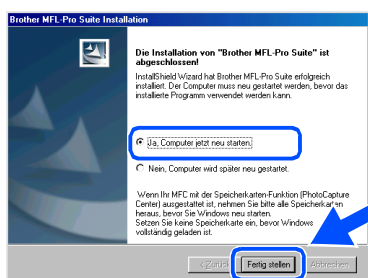 Brother MFL-Pro Suite Installation
Die Installation von "Brother MFL-Pro Suite" ist
abgeschlossen!
InstallShield Wizard hat Brother MFL-Pro Suite erfolgreich
installiert. Der Computer muss neu gestartet werden, bevor das
installierte Programm verwendet werden kann.
Ja, Computer jetzt neu starten.
Nein, Computer wird später neu gestartet.
Wenn Ihr MFC mit der Speicherkarten-Funktion (PhotoCapture
Center) ausgestattet ist, nehmen Sie bitte alle Speicherkarten
heraus, bevor Sie Windows neu starten.
Setzen Sie keine Speicherkarte ein, bevor Windows
vollständig geladen ist.
< Zurück Fertig stellen Abbrechen